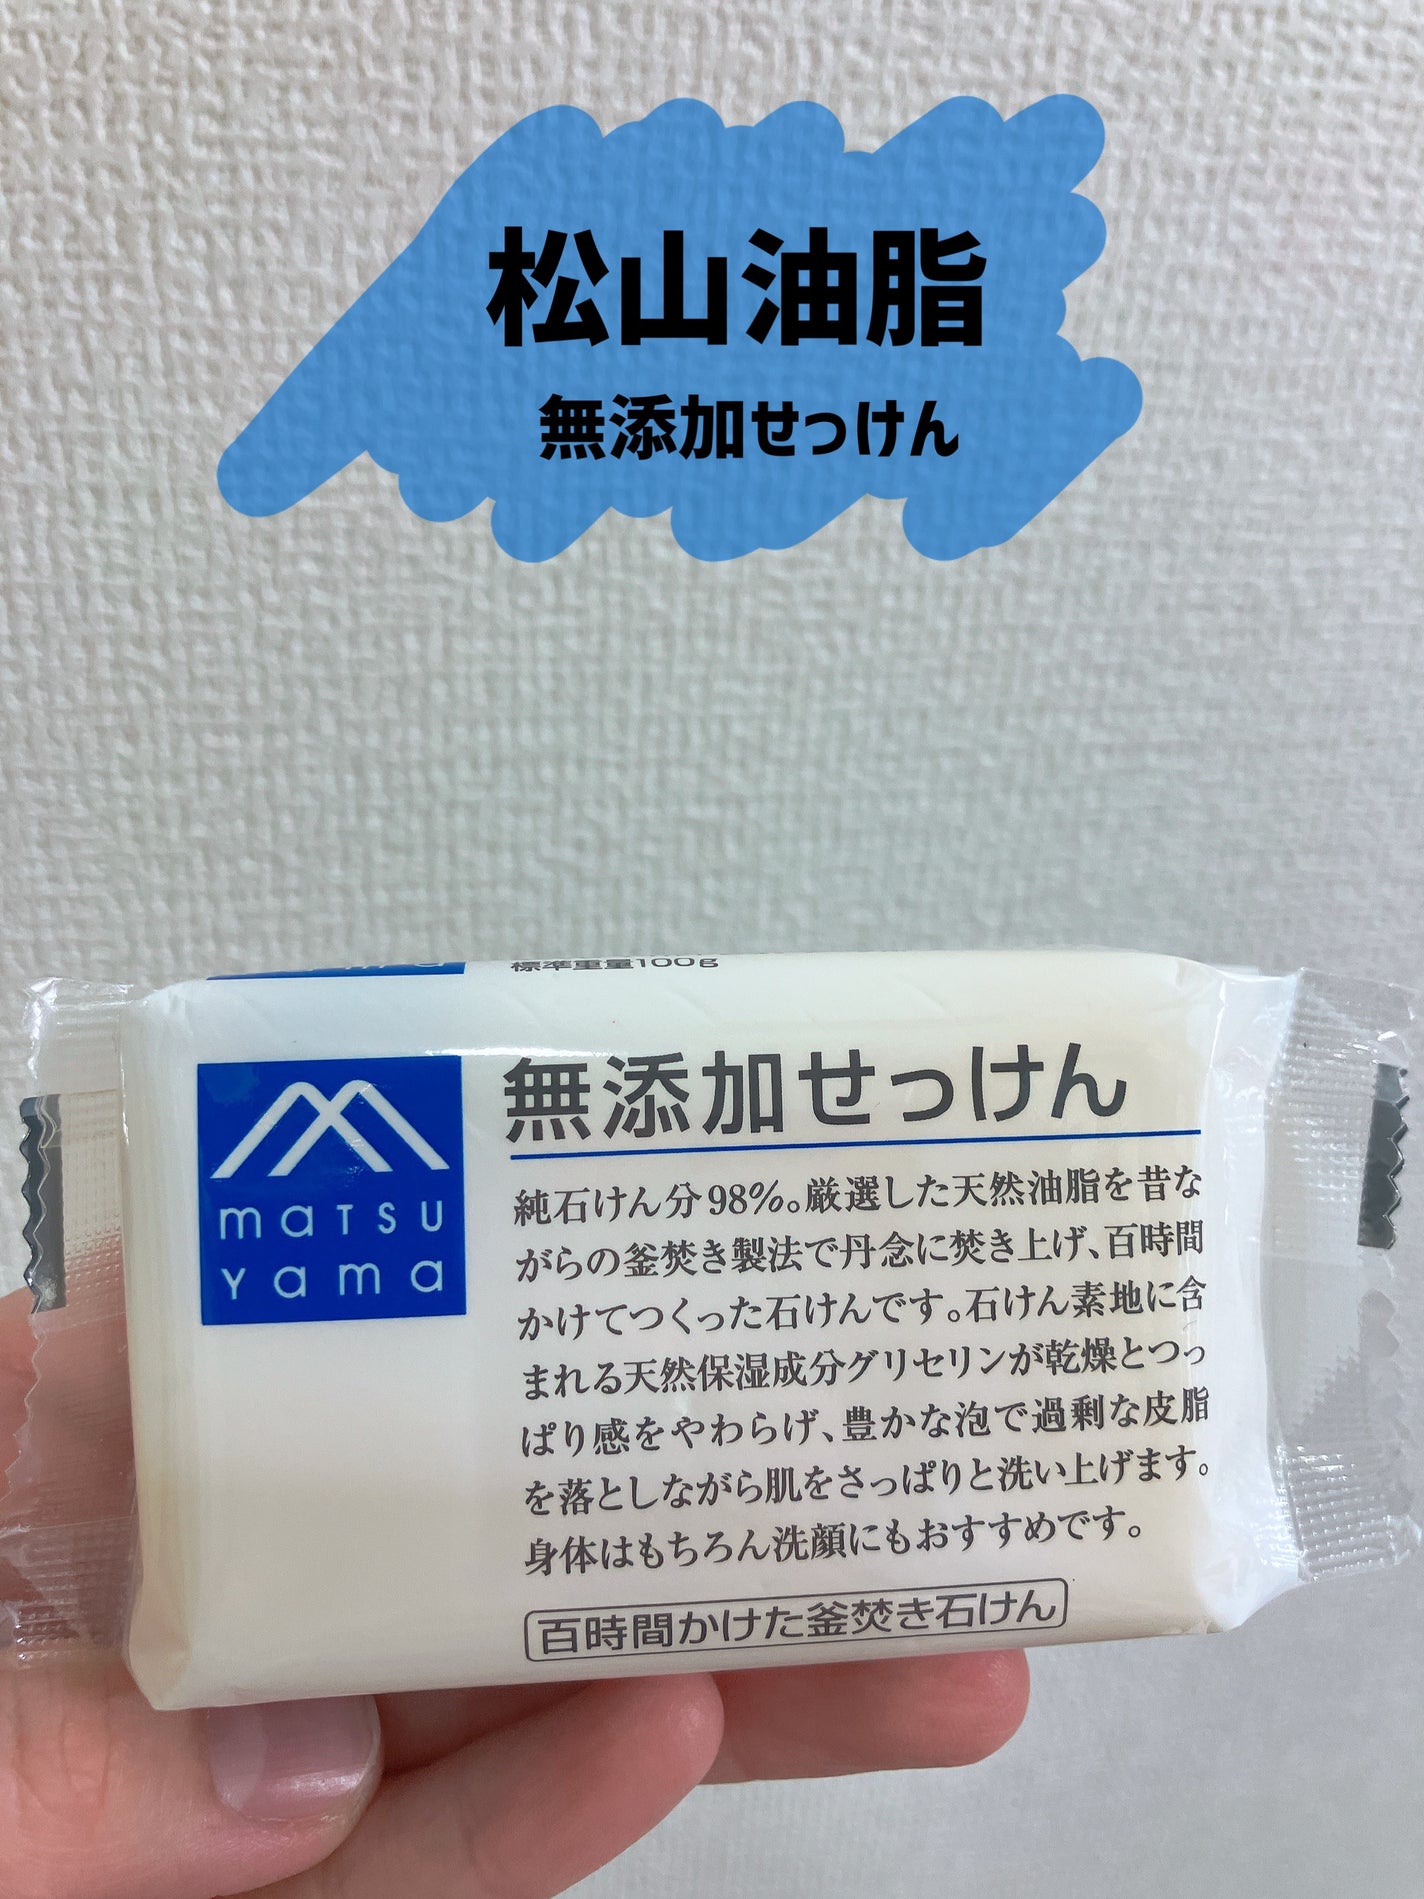 松山油脂
無添加せっけん
標準重量100g
無添加せっけん
matsu
yama
純石けん分98%。厳選した天然油脂を昔な
がらの釜焚き製法で丹念に焚き上げ、百時間
かけてつくった石けんです。石けん素地に含
まれる天然保湿成分グリセリンが乾燥とつっ
ぱり感をやわらげ、豊かな泡で過剰な皮脂
を落としながら肌をさっぱりと洗い上げます。
身体はもちろん洗顔にもおすすめです。
百時間かけた釜焚き石けん